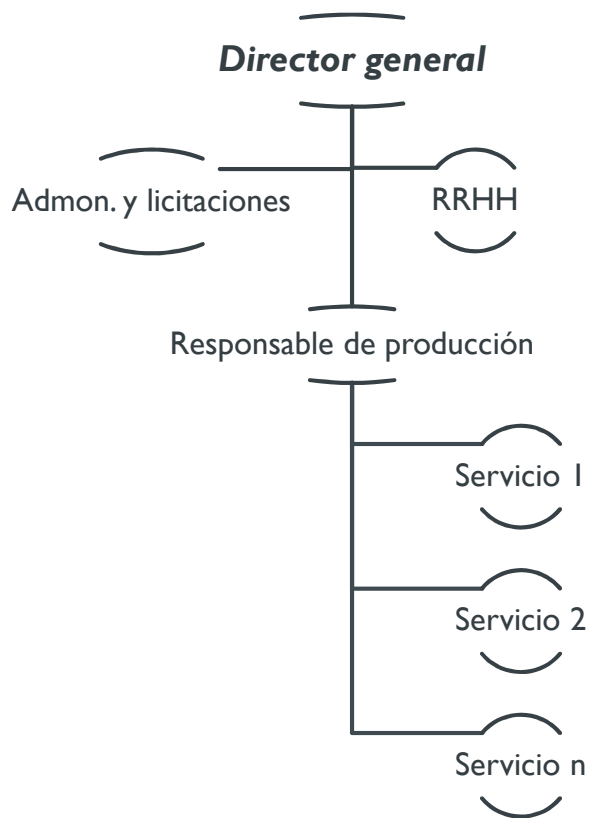 Director general
Admon. y licitaciones
RRHH
Responsable de producción
Servicio 1
Servicio 2
Servicio n